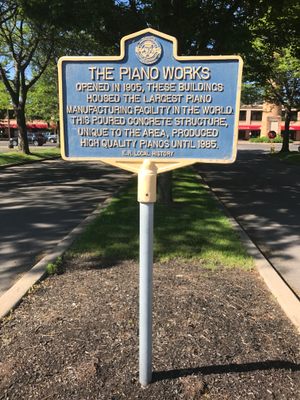 THE PIANO WORKS
OPENED IN 1905, THESE BUILDINGS
HOUSED THE LARGEST PIANO
MANUFACTURING FACILITY IN THE WORLD.
THIS POURED CONCRETE STRUCTURE,
UNIQUE TO THE AREA, PRODUCED
HIGH QUALITY PIANOS UNTIL 1985.
E.R. LOCAL HISTORY